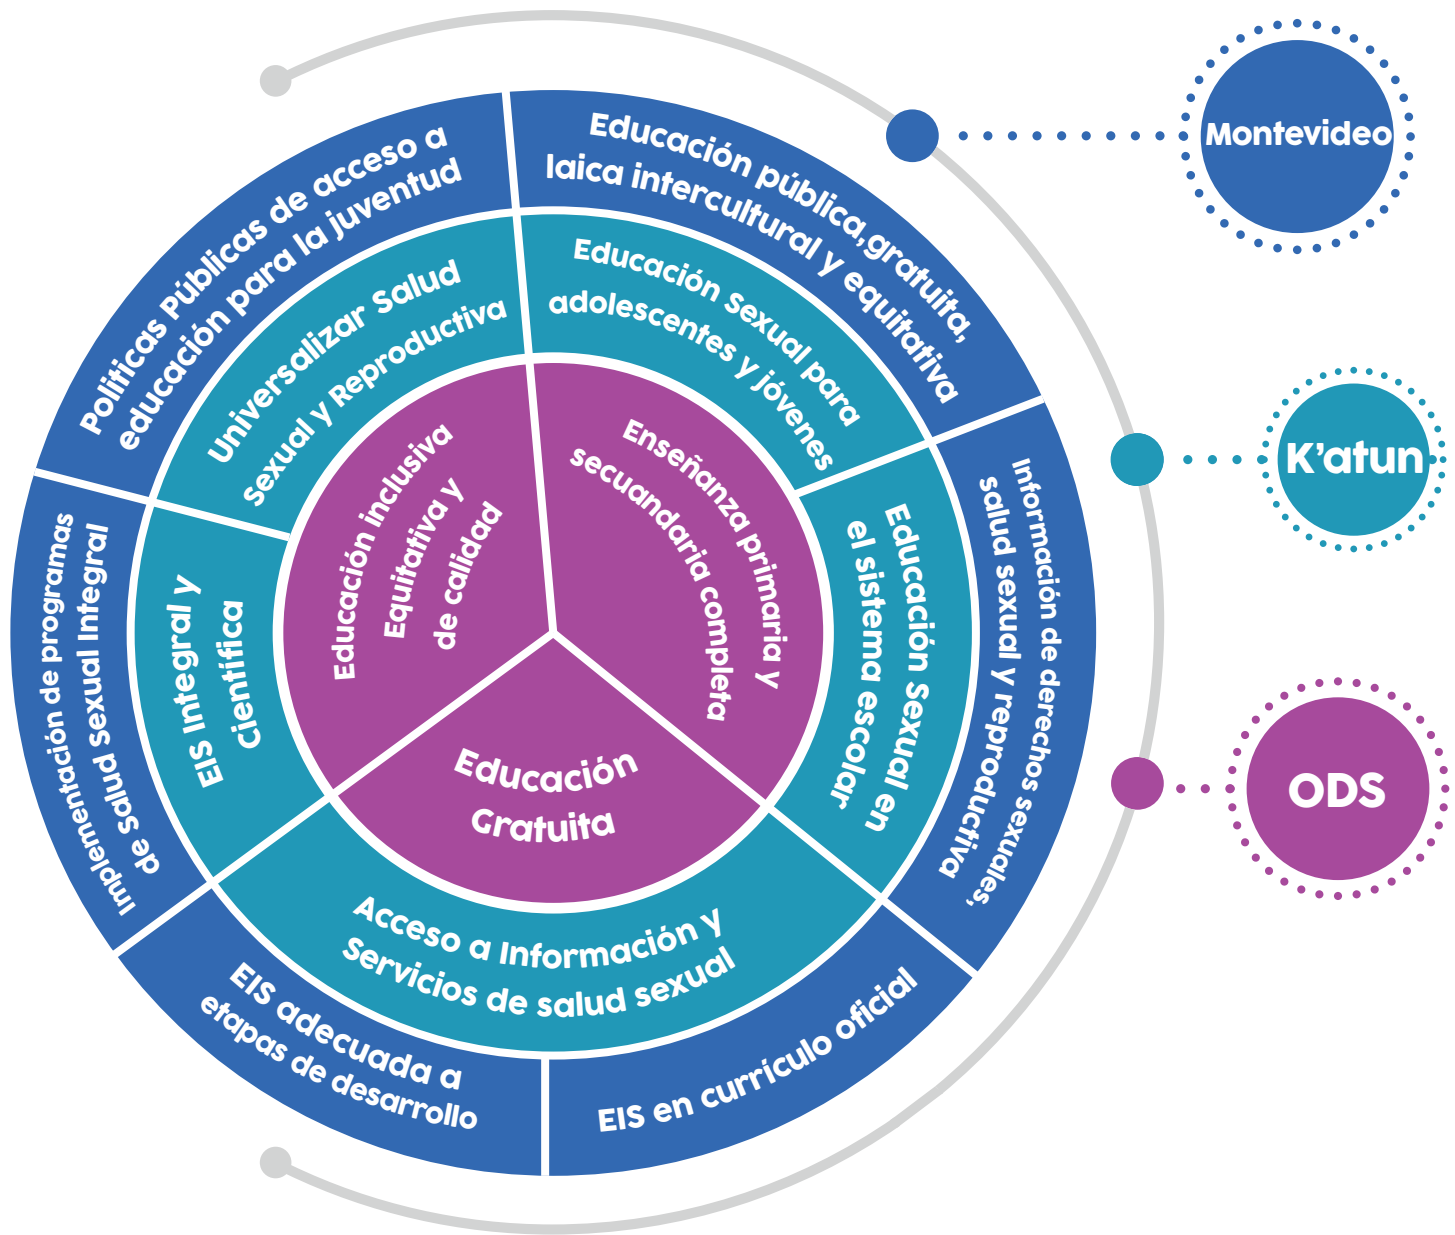 Políticas Públicas de acceso a
educación para la juventud
Educación pública, gratuita,
laica intercultural y equitativa
Información de derechos sexuales,
salud sexual y reproductiva
EIS en currículo oficial
EIS adecuada a
etapas de desarrollo
Implementación de programas
de Salud Sexual Integral
Universalizar Salud
sexual y Reproductiva
Educación Sexual para
adolescentes y jóvenes
Educación Sexual en
el sistema escolar
Acceso a Información y
Servicios de salud sexual
EIS Integral y
Científica
Educación inclusiva
Equitativa y
de calidad
Enseñanza primaria y
secuandaria completa
Educación
Gratuita
Montevideo
K'atun
ODS